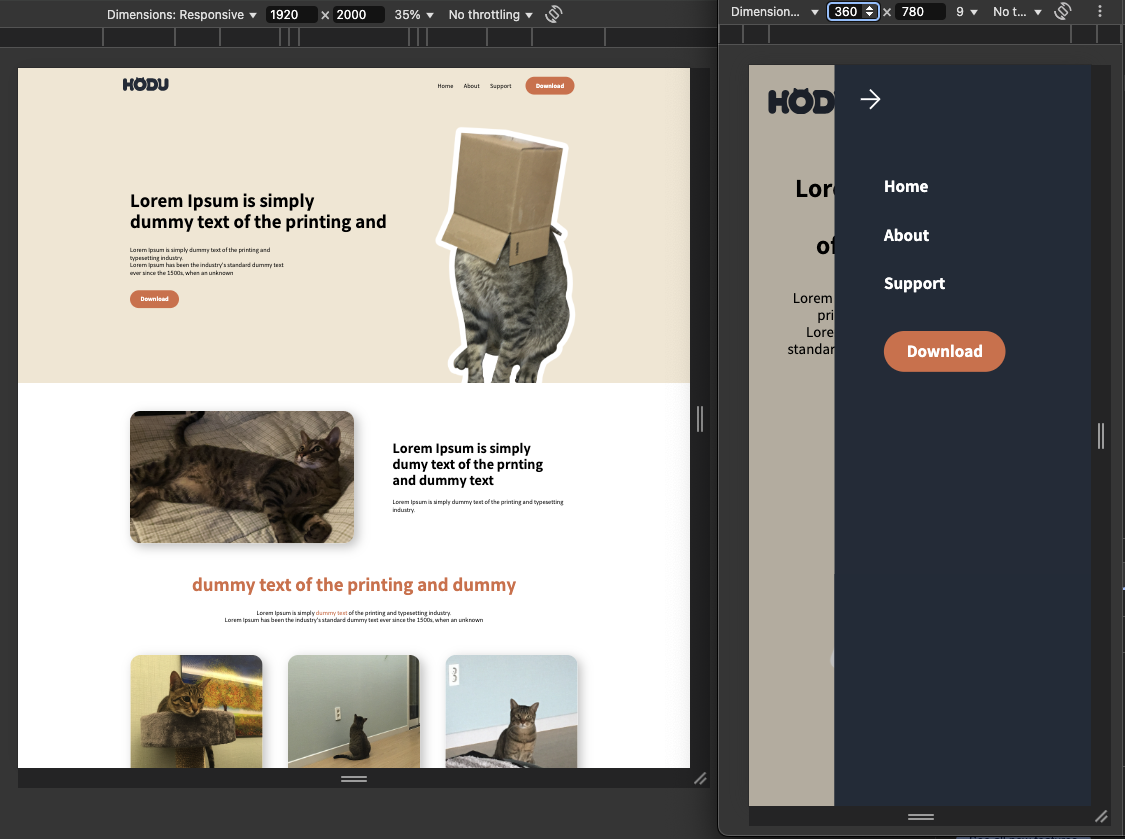 Dimensions: Responsive 1920 × 2000 35% No throttling
HODU
Home About Support Download
Lorem Ipsum is simply
dummy text of the printing and
Lorem Ipsum is simply dummy text of the printing and
typesetting industry.
Lorem Ipsum has been the industry's standard dummy text
ever since the 1500s, when an unknown
Download
Lorem Ipsum is simply
dumy text of the prnting
and dummy text
Lorem Ipsum is simply dummy text of the printing and typesetting
industry.
dummy text of the printing and dummy
Lorem Ipsum is simply dummy text of the printing and typesetting industry.
Lorem Ipsum has been the industry's standard dummy text ever since the 1500s, when an unknown
Dimension... 360 × 780 9 No t...
HOD
Lor
of
Lorem
pri
Lore
standar
Home
About
Support
Download